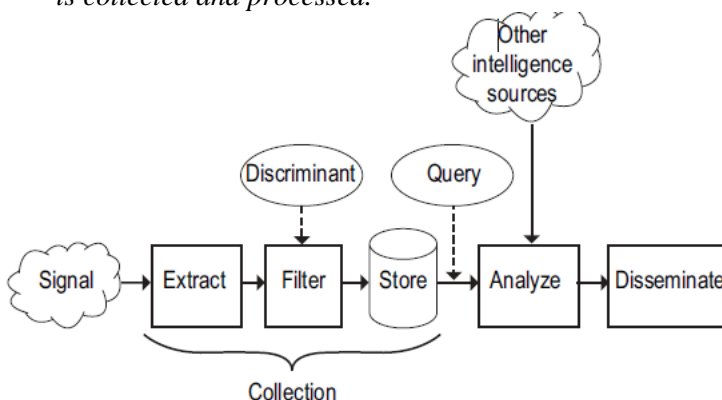 is collected and processed.
Other
intelligence
sources
Discriminant
Query
Signal
Extract
Filter
Store
Analyze
Disseminate
Collection